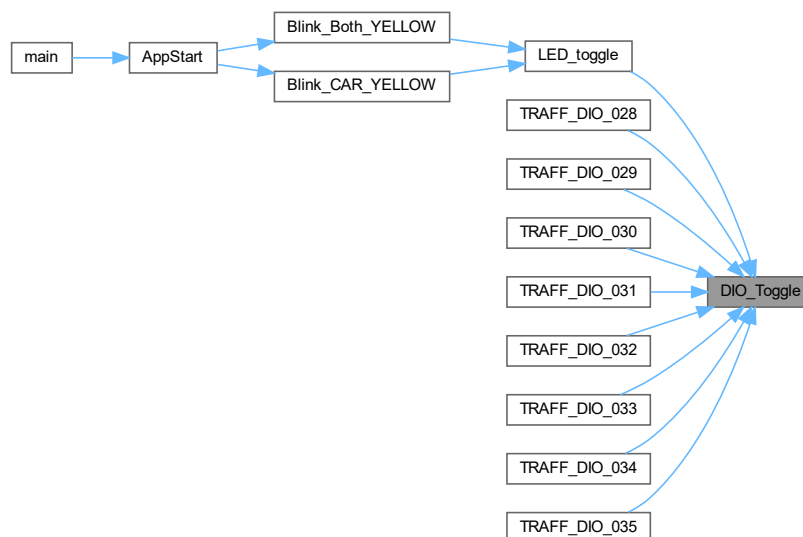 main
AppStart
Blink_Both_YELLOW
Blink_CAR_YELLOW
LED_toggle
TRAFF_DIO_028
TRAFF_DIO_029
TRAFF_DIO_030
TRAFF_DIO_031
TRAFF_DIO_032
TRAFF_DIO_033
TRAFF_DIO_034
TRAFF_DIO_035
DIO_Toggle